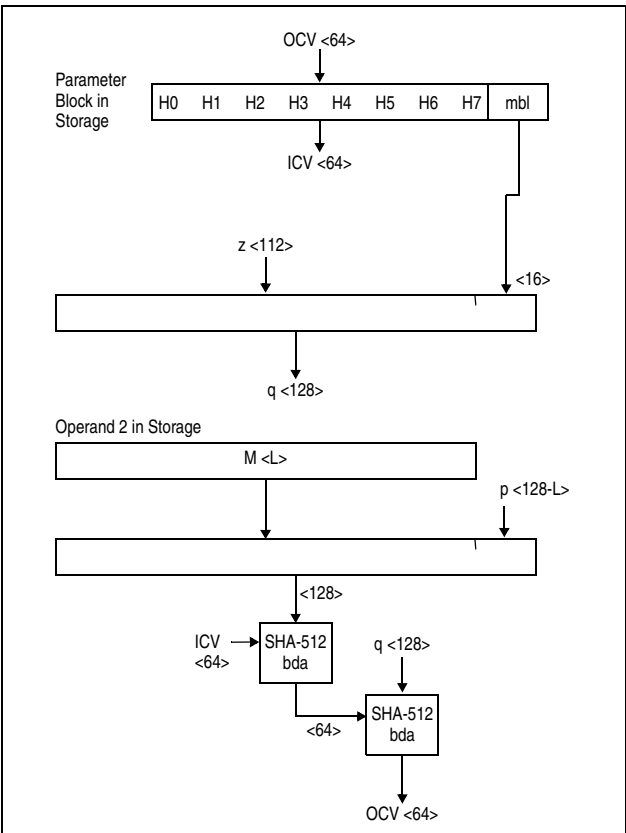 OCV <64>
Parameter
Block in
Storage
H0 H1 H2 H3 H4 H5 H6 H7 mbl
ICV <64>
z <112>
<16>
q <128>
Operand 2 in Storage
M <L>
p <128-L>
<128>
ICV
<64>
SHA-512
bda
q <128>
<64>
SHA-512
bda
OCV <64>